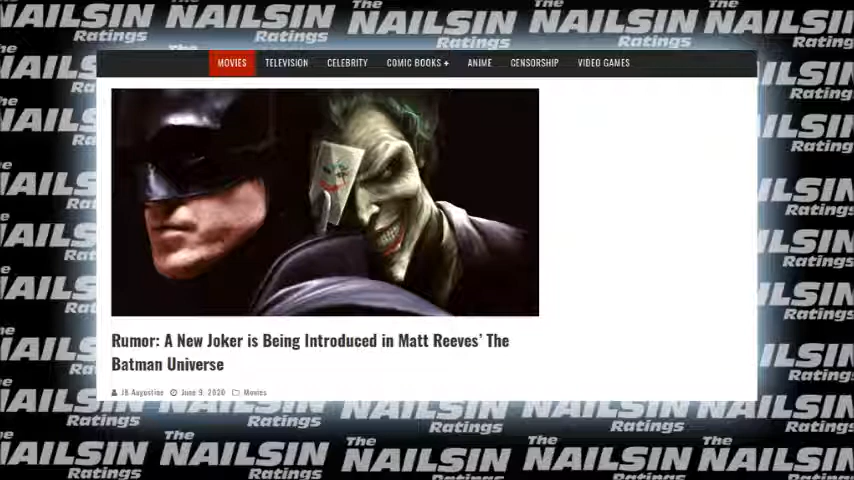 The NAILSIN Ratings
MOVIES TELEVISION CELEBRITY COMIC BOOKS + ANIME CENSORSHIP VIDEO GAMES
Rumor: A New Joker is Being Introduced in Matt Reeves' The
Batman Universe
JB Augustine June 9, 2020 Movies